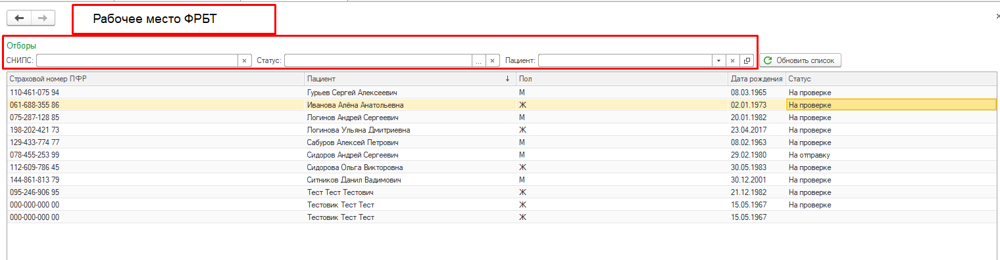 Рабочее место ФРБТ
Отборы
СНИЛС: Статус: ... Пациент: Обновить список
Страховой номер ПФР Пациент Пол Дата рождения Статус
110-461-075 94 Гурьев Сергей Алексеевич М 08.03.1965 На проверке
061-688-355 86 Иванова Алёна Анатольевна Ж 02.01.1973 На проверке
075-287-128 85 Логинов Андрей Сергеевич М 20.01.1982 На проверке
198-202-421 73 Логинова Ульяна Дмитриевна Ж 23.04.2017 На проверке
129-433-774 77 Сабуров Алексей Петрович М 08.02.1963 На проверке
078-455-253 99 Сидоров Андрей Сергеевич М 29.02.1980 На отправку
112-609-786 45 Сидорова Ольга Викторовна Ж 30.05.1983 На проверке
144-861-813 79 Ситников Данил Вадимович М 30.12.2001 На проверке
095-246-906 95 Тест Тест Тестович Ж 21.12.1982 На проверке
000-000-000 00 Тестовик Тест Тест Ж 15.05.1967 На проверке
000-000-000 00 Тестовик Тест Тест Ж 15.05.1967